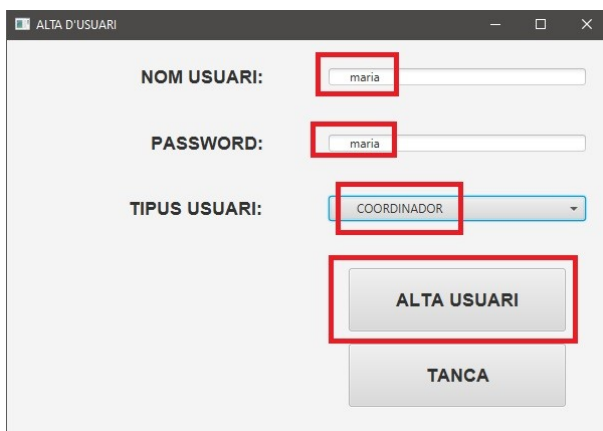 ALTA D'USUARI
NOM USUARI: maria
PASSWORD: maria
TIPUS USUARI: COORDINADOR
ALTA USUARI
TANCA